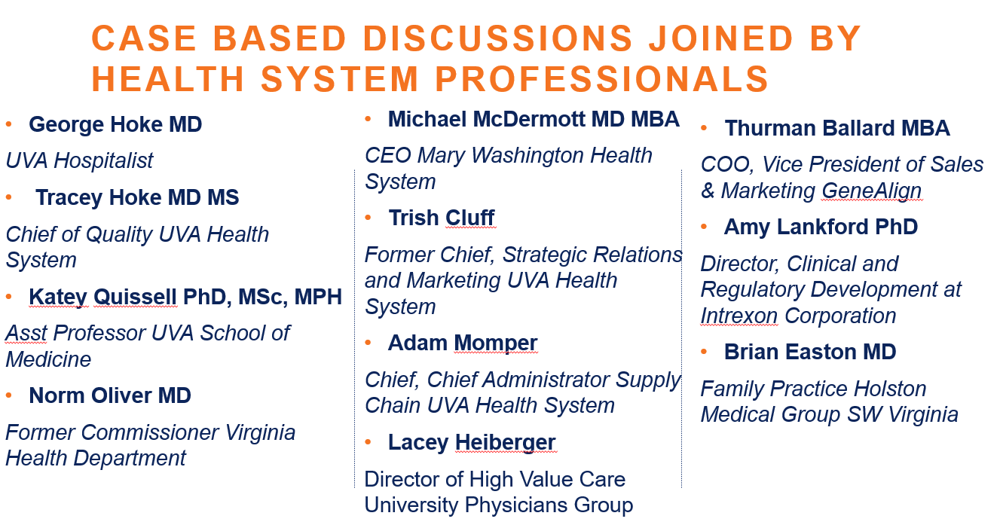 CASE BASED DISCUSSIONS JOINED BY
HEALTH SYSTEM PROFESSIONALS
• George Hoke MD
UVA Hospitalist
• Tracey Hoke MD MS
Chief of Quality UVA Health
System
• Katey Quissell PhD, MSc, MPH
Asst Professor UVA School of
Medicine
• Norm Oliver MD
Former Commissioner Virginia
Health Department
• Michael McDermott MD MBA
CEO Mary Washington Health
System
• Trish Cluff
Former Chief, Strategic Relations
and Marketing UVA Health
System
• Adam Momper
Chief, Chief Administrator Supply
Chain UVA Health System
• Lacey Heiberger
Director of High Value Care
University Physicians Group
• Thurman Ballard MBA
COO, Vice President of Sales
& Marketing GeneAlign
• Amy Lankford PhD
Director, Clinical and
Regulatory Development at
Intrexon Corporation
• Brian Easton MD
Family Practice Holston
Medical Group SW Virginia